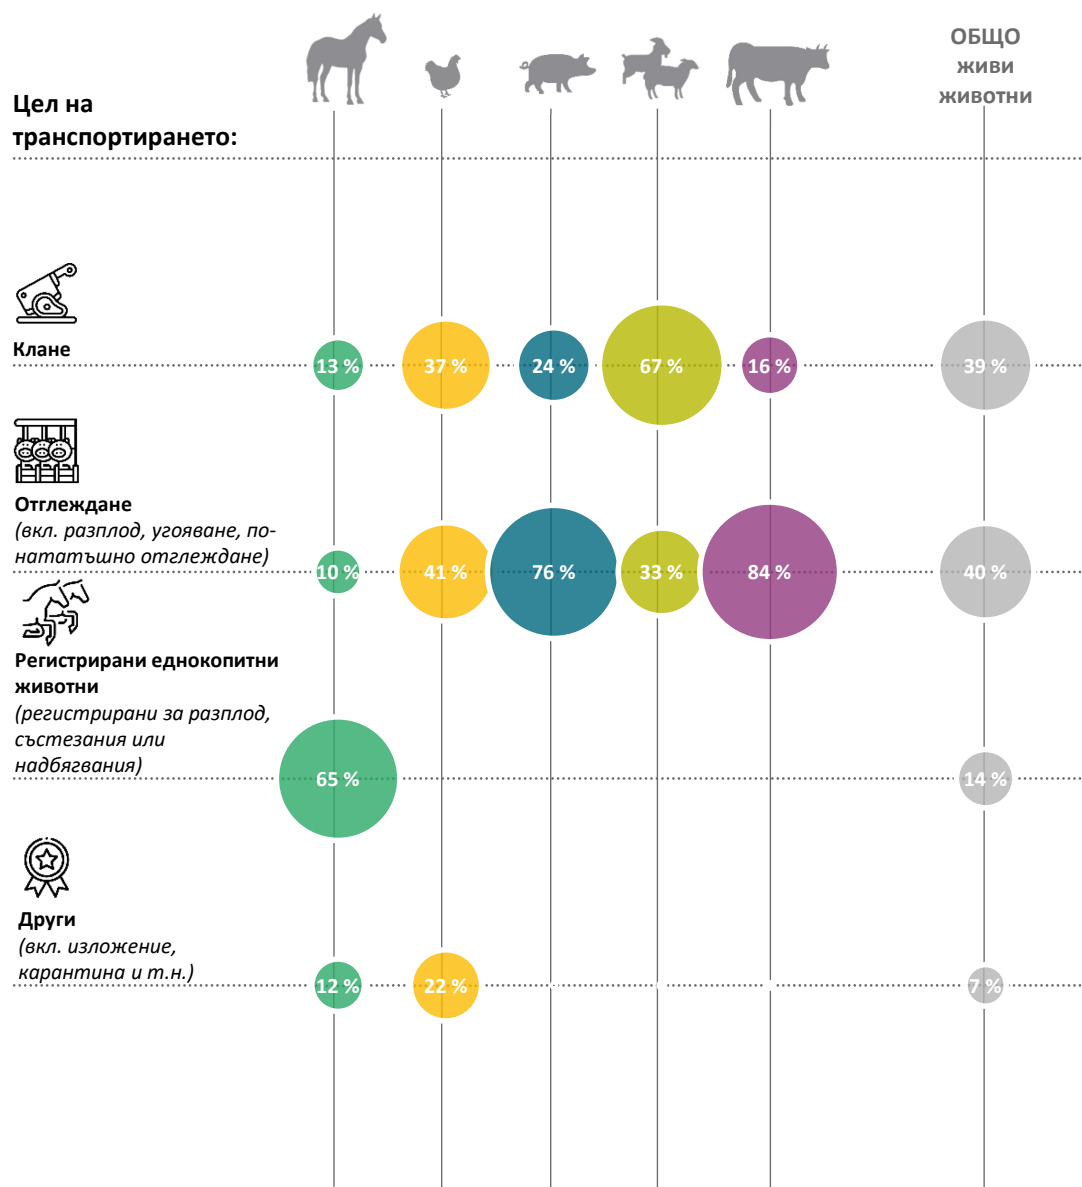 ОБЩО
живи
животни
Цел на
транспортирането:
Клане
13 % 37 % 24 % 67 % 16 % 39 %
Отглеждане
(вкл. разплод, угояване, по-
нататъшно отглеждане)
10 % 41 % 76 % 33 % 84 % 40 %
Регистрирани еднокопитни
животни
(регистрирани за разплод,
състезания или
надбягвания)
65 % 14 %
Други
(вкл. изложение,
карантина и т.н.)
12 % 22 % - - - 7 %